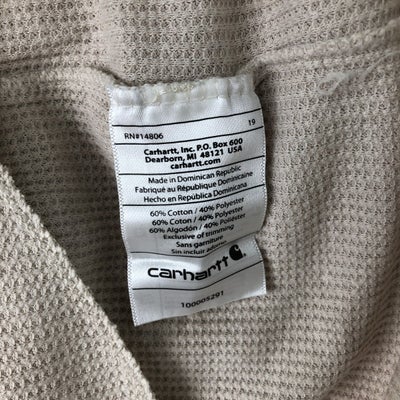 RN#14806 19
Carhartt, Inc. P.O. Box 600
Dearborn, MI 48121 USA
carhartt.com
Made in Dominican Republic
Fabriqué au République Dominicaine
Hecho en República Dominicana
60% Cotton / 40% Polyester
60% Coton / 40% Polyester
60% Algodón / 40% Poliéster
Exclusive of trimming
Sans garniture
Sin incluir adornos
carhartt
100005291